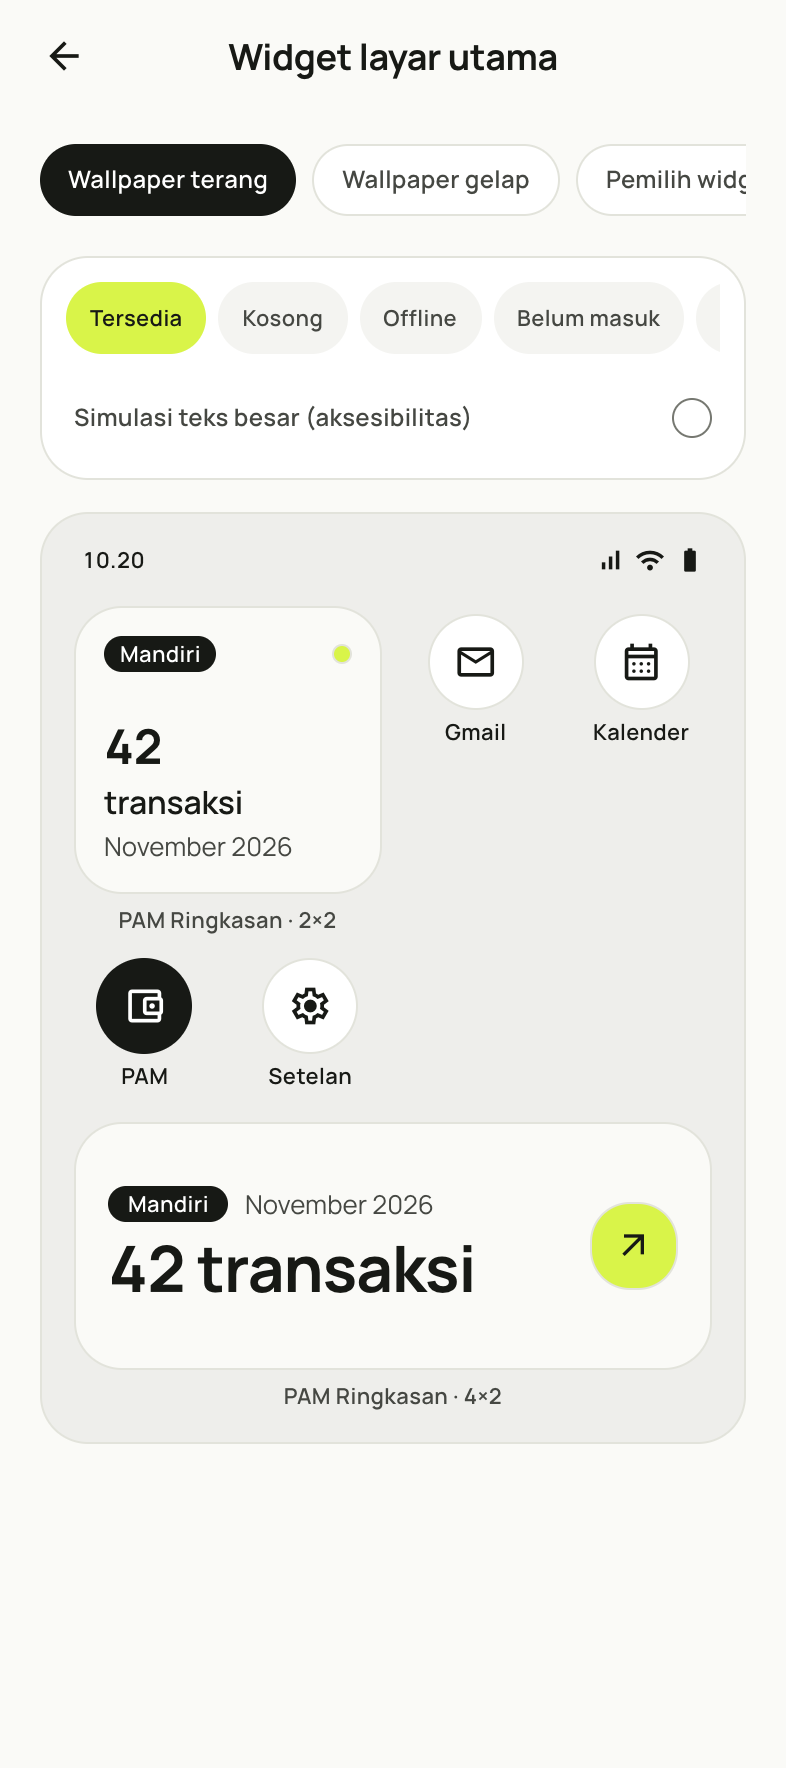 Widget layar utama
Wallpaper terang
Wallpaper gelap
Pemilih widg
Tersedia
Kosong
Offline
Belum masuk
Simulasi teks besar (aksesibilitas)
10.20
Mandiri
42
transaksi
November 2026
Gmail
Kalender
PAM Ringkasan · 2×2
PAM
Setelan
Mandiri November 2026
42 transaksi
PAM Ringkasan · 4×2